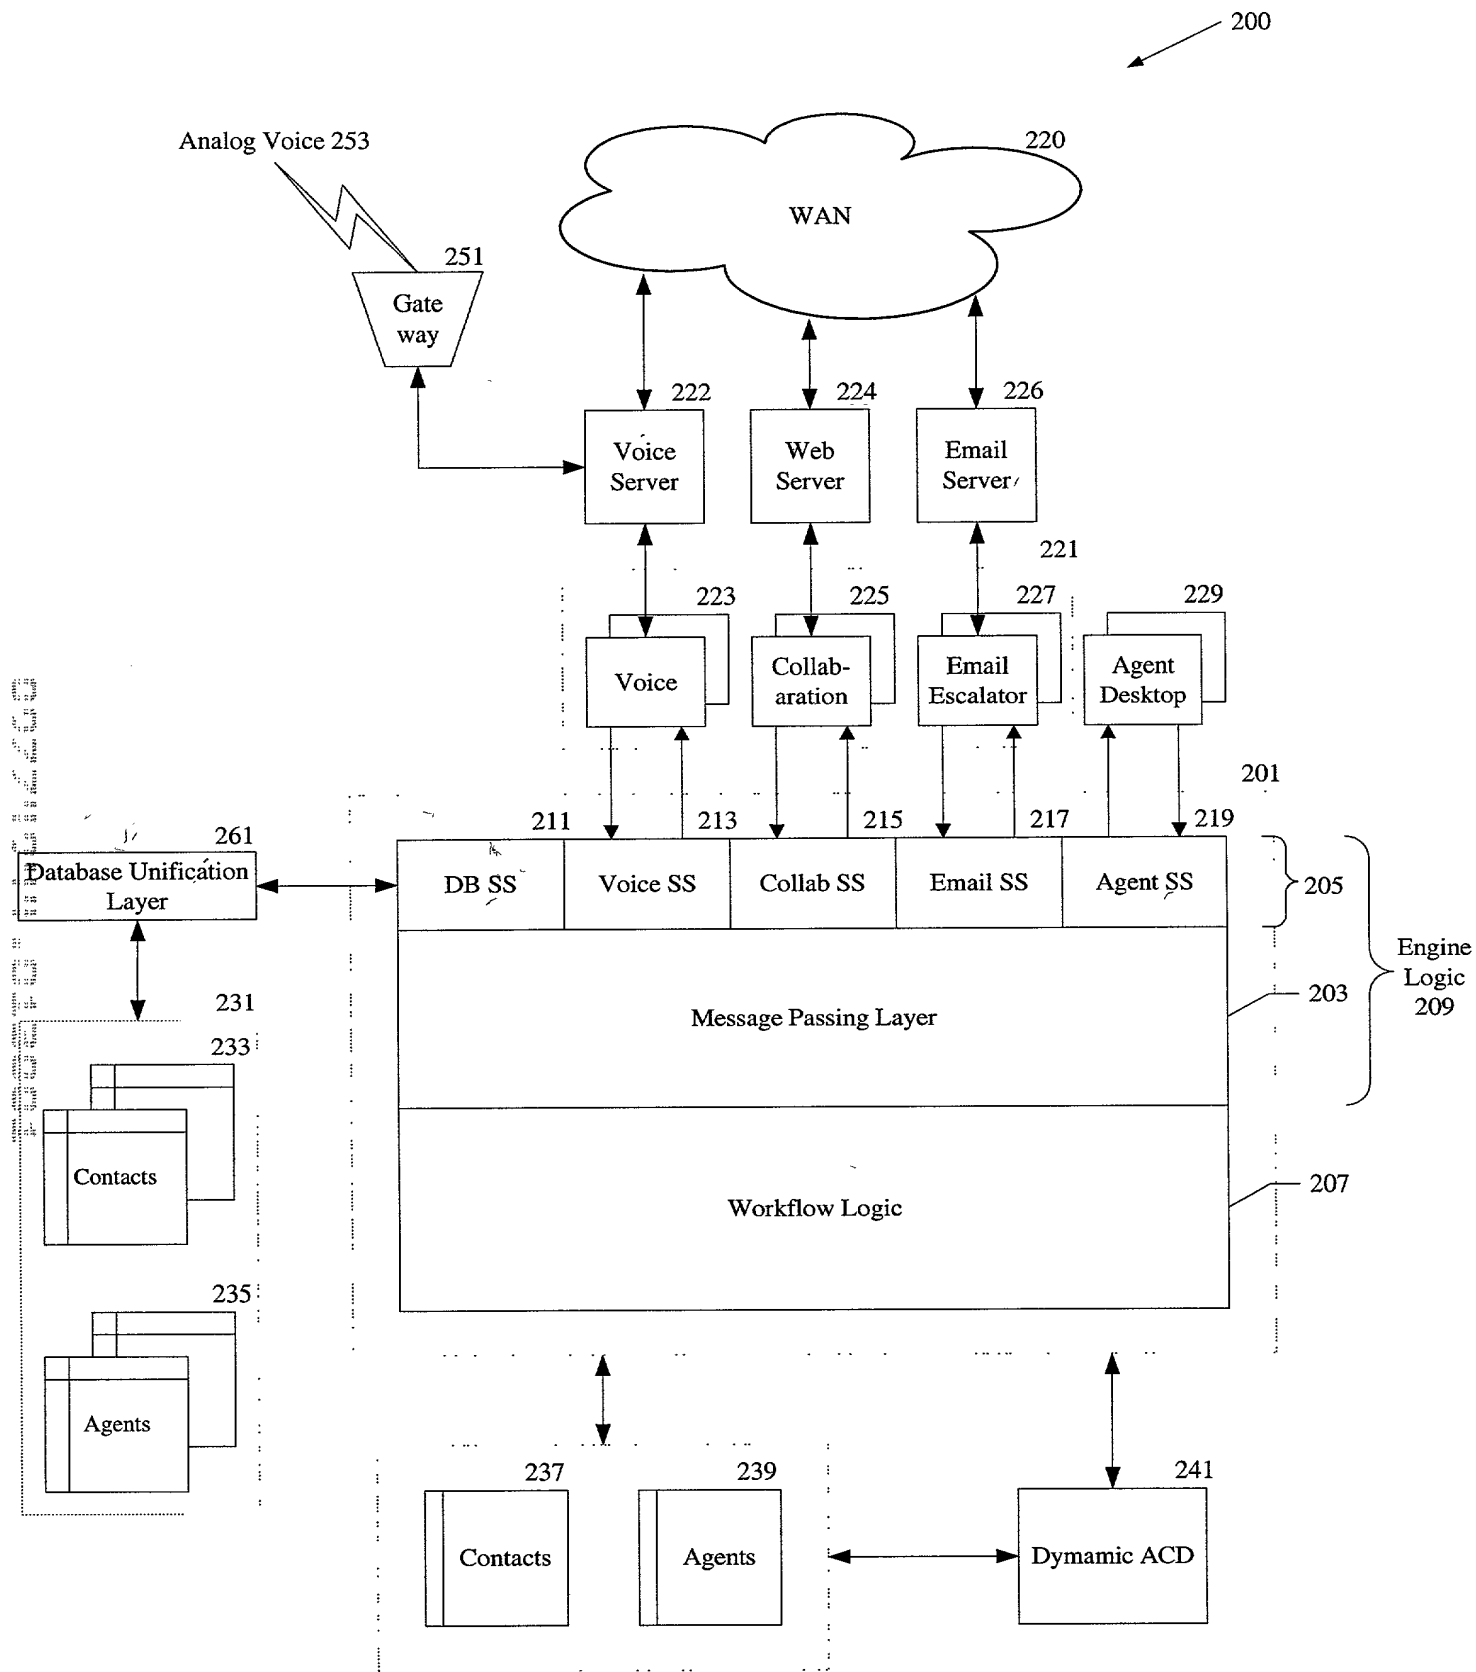 200
Analog Voice 253
220
WAN
251
Gate
way
222
224
226
Voice
Server
Web
Server
Email
Server
221
223
225
227
229
Voice
Collab-
aration
Email
Escalator
Agent
Desktop
201
211
213
215
217
219
261
Database Unification
Layer
DB SS
Voice SS
Collab SS
Email SS
Agent SS
205
Engine
Logic
209
231
203
Message Passing Layer
233
Contacts
207
Workflow Logic
235
Agents
237
239
241
Contacts
Agents
Dymamic ACD